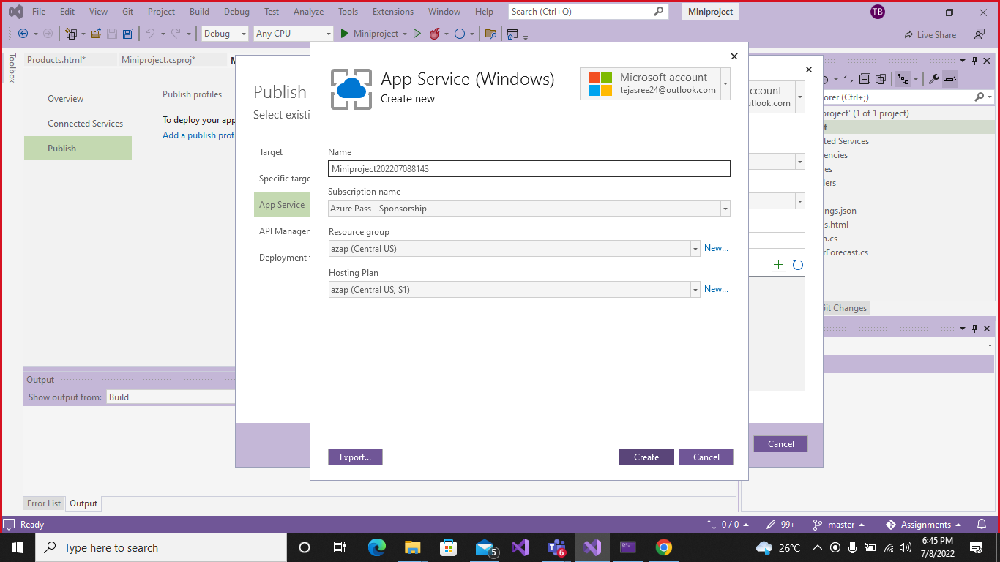 File Edit View Git Project Build Debug Test Analyze Tools Extensions Window Help Search (Ctrl+Q) Miniproject TB
Debug Any CPU Miniproject Live Share
Toolbox
Products.html* Miniproject.csproj*
Overview
Connected Services
Publish
Publish profiles
To deploy your app
Add a publish prof
Publish
Select existi
Target
Specific targe
App Service
API Manager
Deployment
App Service (Windows)
Create new
Microsoft account
tejasree24@outlook.com
Name
Miniproject202207088143
Subscription name
Azure Pass - Sponsorship
Resource group
azap (Central US) New...
Hosting Plan
azap (Central US, S1) New...
Export... Create Cancel
ccount
utlook.com
Cancel
orer (Ctrl+;)
project' (1 of 1 project)
ted Services
encies
es
ders
ings.json
ts.html
n.cs
rForecast.cs
Git Changes
Output
Show output from: Build
Error List Output
Ready 0 / 0 99+ master Assignments
Type here to search 5 6 26°C 6:45 PM
7/8/2022